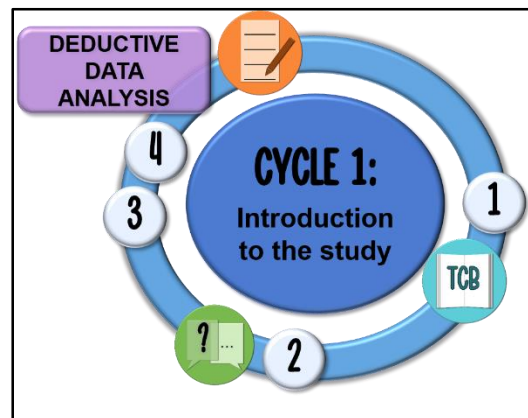 DEDUCTIVE
DATA
ANALYSIS
4
3
CYCLE 1:
Introduction
to the study
1
TCB
? ...
2